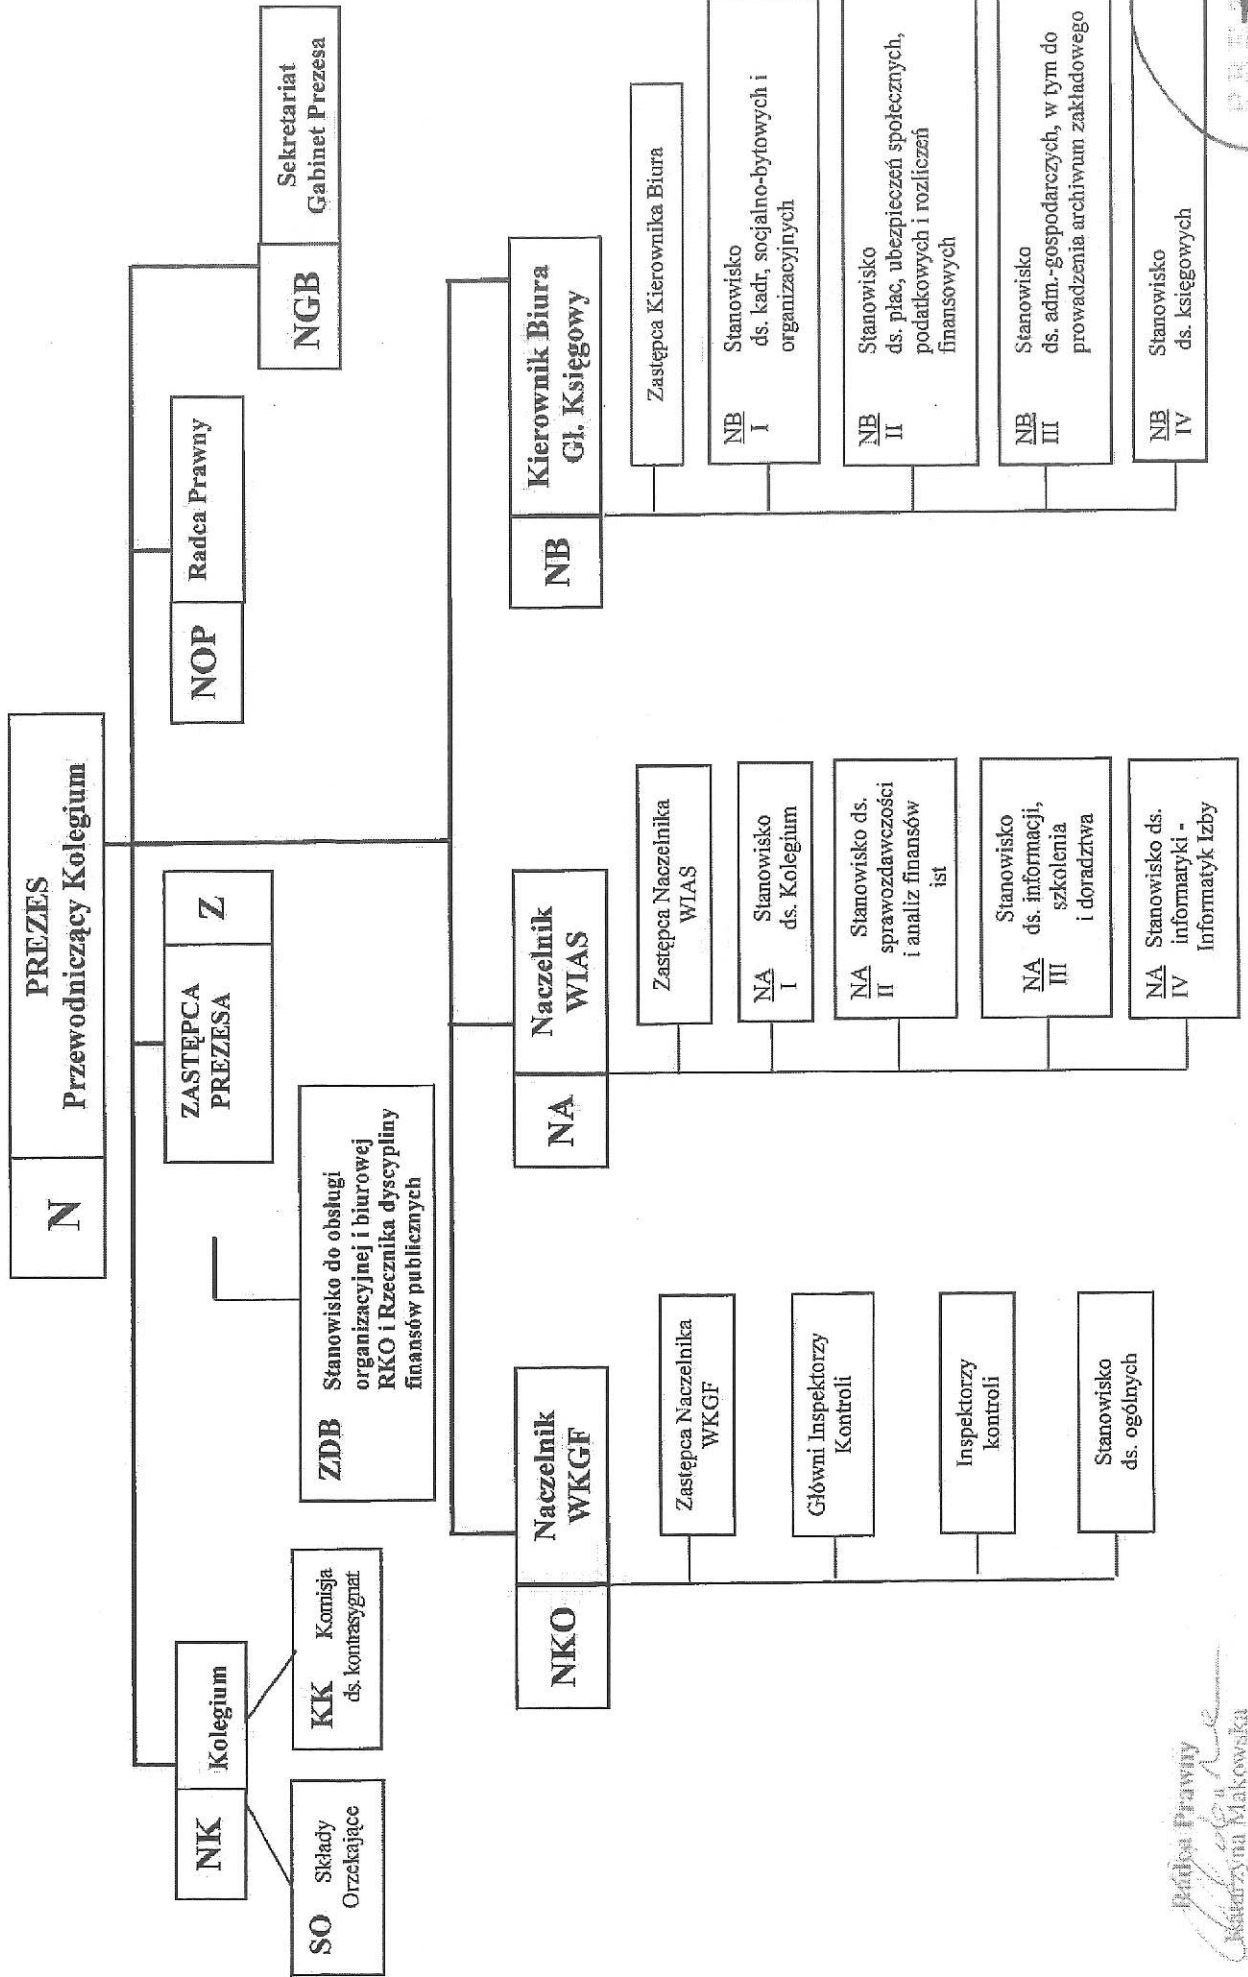 N
PREZES
Przewodniczący Kolegium
NK
Kolegium
ZASTĘPCA
PREZESA
Z
NOP
Radca Prawny
NGB
Sekretariat
Gabinet Prezesa
SO Składy
Orzekające
KK Komisja
ds. kontrasygnat
ZDB Stanowisko do obsługi
organizacyjnej i biurowej
RKO i Rzecznika dyscypliny
finansów publicznych
NKO
Naczelnik
WKGF
Zastępca Naczelnika
WKGF
Główni Inspektorzy
Kontroli
Inspektorzy
kontroli
Stanowisko
ds. ogólnych
NA
Naczelnik
WIAS
Zastępca Naczelnika
WIAS
NA Stanowisko
I ds. Kolegium
NA Stanowisko ds.
II sprawozdawczości
i analiz finansów
ist
Stanowisko
NA ds. informacji,
III szkolenia
i doradztwa
NA Stanowisko ds.
IV informatyki -
Informatyk Izby
NB
Kierownik Biura
Gł. Księgowy
Zastępca Kierownika Biura
NB Stanowisko
I ds. kadr, socjalno-bytowych i
organizacyjnych
NB Stanowisko
II ds. płac, ubezpieczeń społecznych,
podatkowych i rozliczeń
finansowych
NB Stanowisko
III ds. adm.-gospodarczych, w tym do
prowadzenia archiwum zakładowego
NB Stanowisko
IV ds. księgowych
Radca Prawny
Katarzyna Makowska